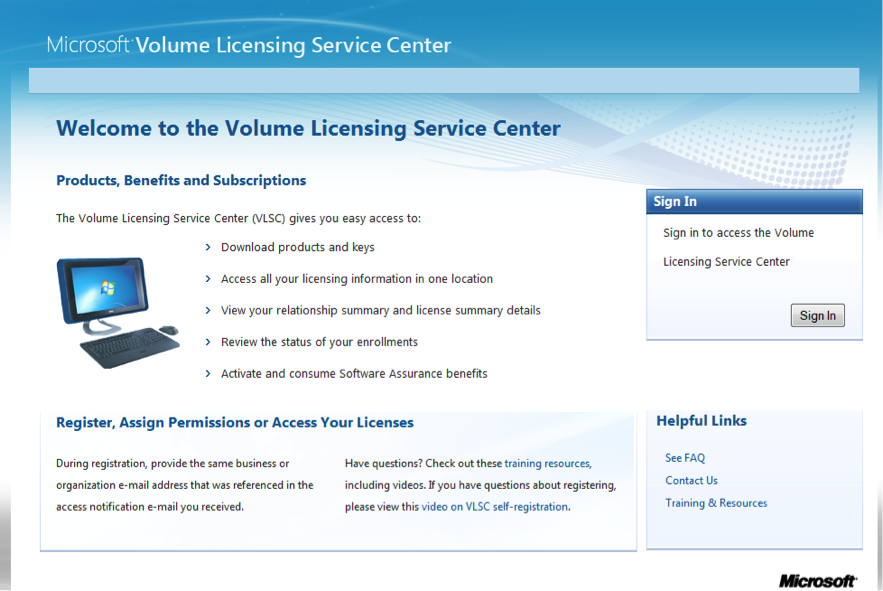 Microsoft Volume Licensing Service Center
Welcome to the Volume Licensing Service Center
Products, Benefits and Subscriptions
The Volume Licensing Service Center (VLSC) gives you easy access to:
Download products and keys
Access all your licensing information in one location
View your relationship summary and license summary details
Review the status of your enrollments
Activate and consume Software Assurance benefits
Sign In
Sign in to access the Volume
Licensing Service Center
Sign In
Register, Assign Permissions or Access Your Licenses
During registration, provide the same business or
organization e-mail address that was referenced in the
access notification e-mail you received.
Have questions? Check out these training resources,
including videos. If you have questions about registering,
please view this video on VLSC self-registration.
Helpful Links
See FAQ
Contact Us
Training & Resources
Microsoft